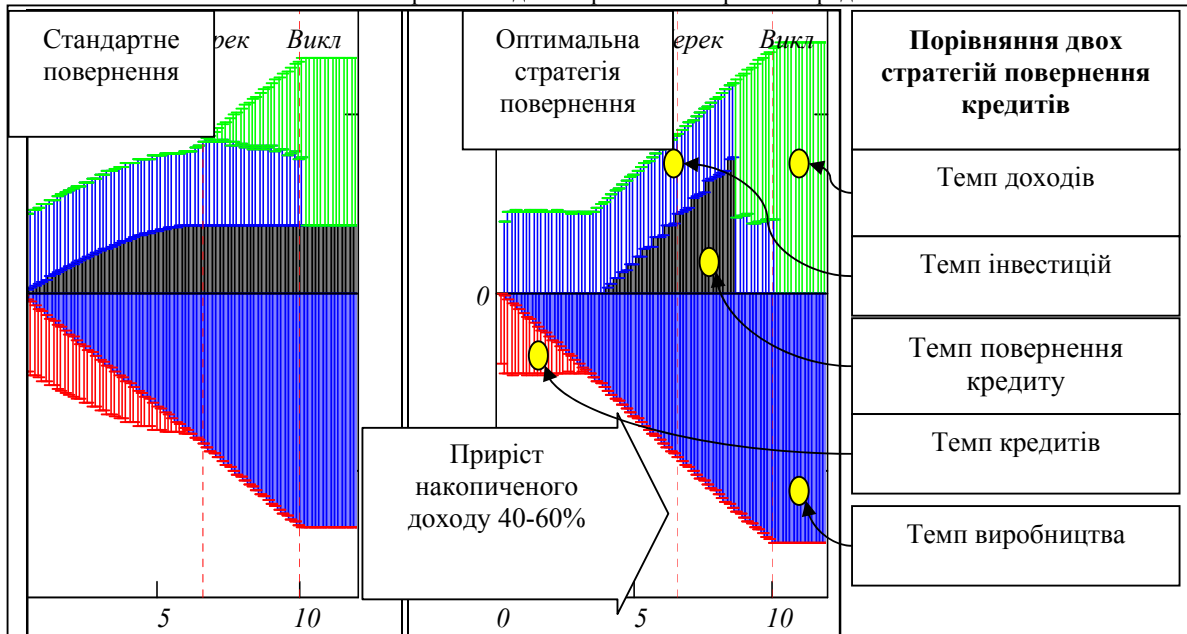 Стандартне
повернення
рек Викл
Оптимальна
стратегія
повернення
ерек Викл
Порівняння двох
стратегій повернення
кредитів
Темп доходів
Темп інвестицій
0
Темп повернення
кредиту
Темп кредитів
Приріст
накопиченого
доходу 40-60%
Темп виробництва
5 10 0 5 10